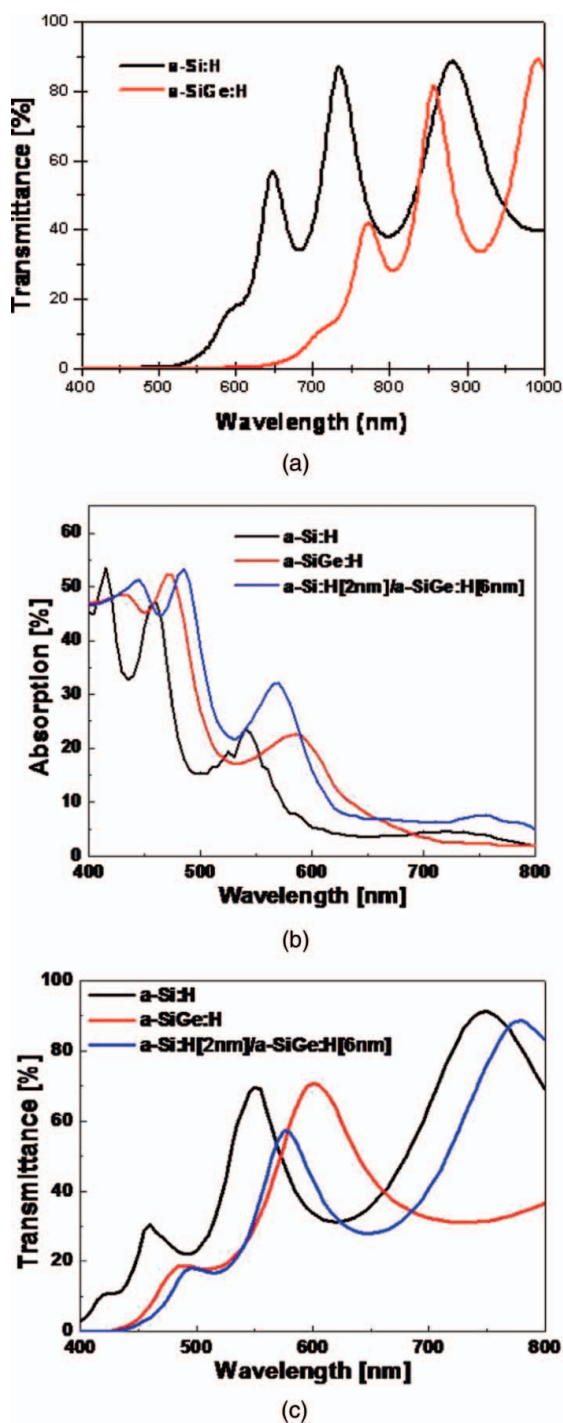 100
80
60
40
20
0
Transmittance [%]
a-Si:H
a-SiGe:H
400 500 600 700 800 900 1000
Wavelength (nm)
(a)
60
50
40
30
20
10
0
Absorption [%]
a-Si:H
a-SiGe:H
a-Si:H[2nm]/a-SiGe:H[6nm]
400 500 600 700 800
Wavelength [nm]
(b)
100
80
60
40
20
0
Transmittance [%]
a-Si:H
a-SiGe:H
a-Si:H[2nm]/a-SiGe:H[6nm]
400 500 600 700 800
Wavelength [nm]
(c)